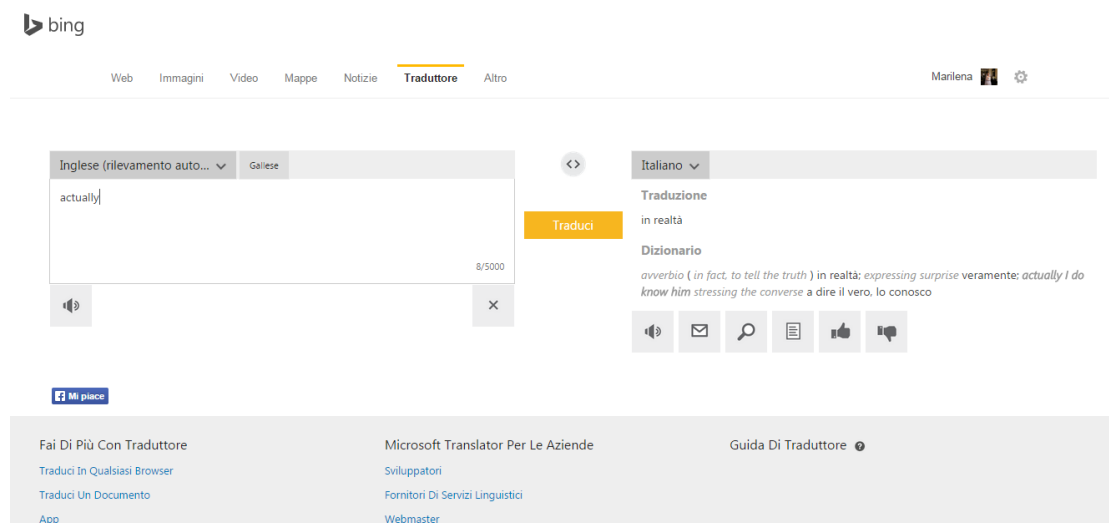 bing
Web Immagini Video Mappe Notizie Traduttore Altro Marilena
Inglese (rilevamento auto... Gallese
Italiano
actually
8/5000
Traduci
Traduzione
in realtà
Dizionario
avverbio ( in fact, to tell the truth ) in realtà; expressing surprise veramente; actually I do
know him stressing the converse a dire il vero, lo conosco
Mi piace
Fai Di Più Con Traduttore
Traduci In Qualsiasi Browser
Traduci Un Documento
App
Microsoft Translator Per Le Aziende
Sviluppatori
Fornitori Di Servizi Linguistici
Webmaster
Guida Di Traduttore